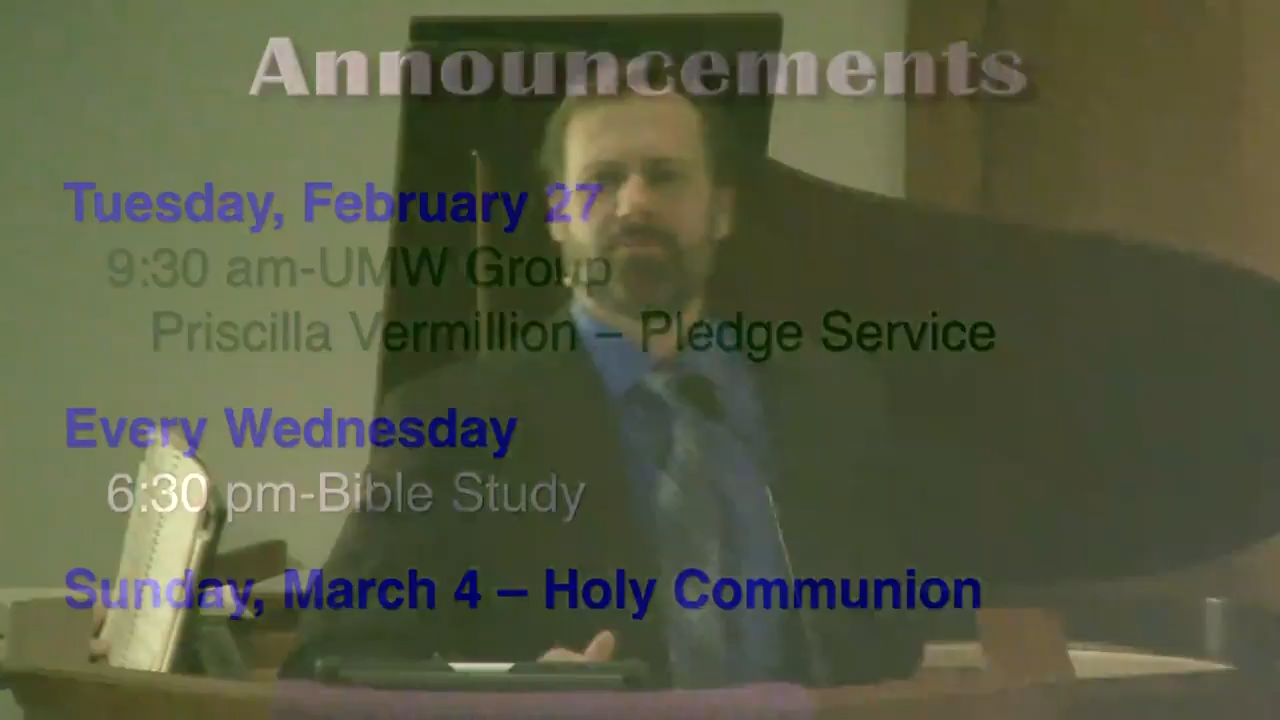 Announcements
Tuesday, February 27
9:30 am-UMW Group
Priscilla Vermillion – Pledge Service
Every Wednesday
6:30 pm-Bible Study
Sunday, March 4 – Holy Communion